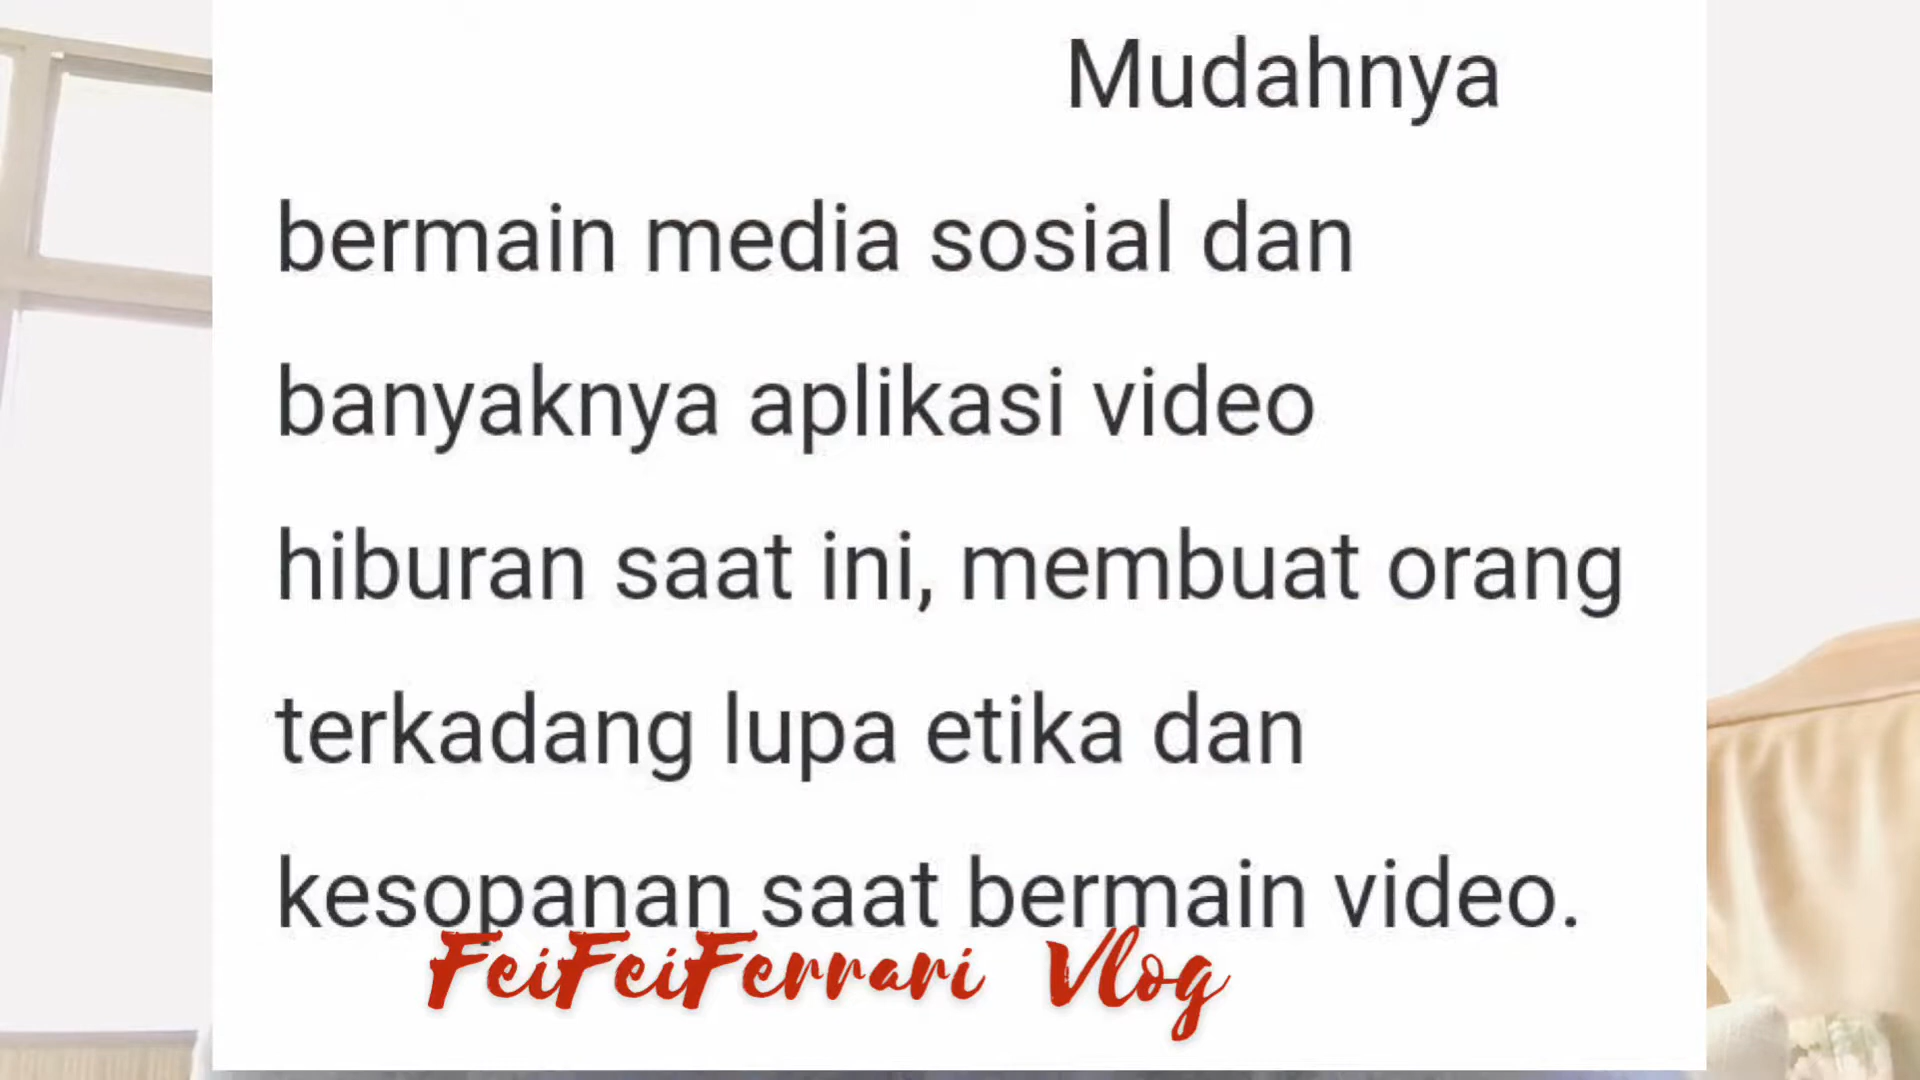 Mudahnya
bermain media sosial dan
banyaknya aplikasi video
hiburan saat ini, membuat orang
terkadang lupa etika dan
kesopanan saat bermain video.
FeiFeiFerrari Vlog